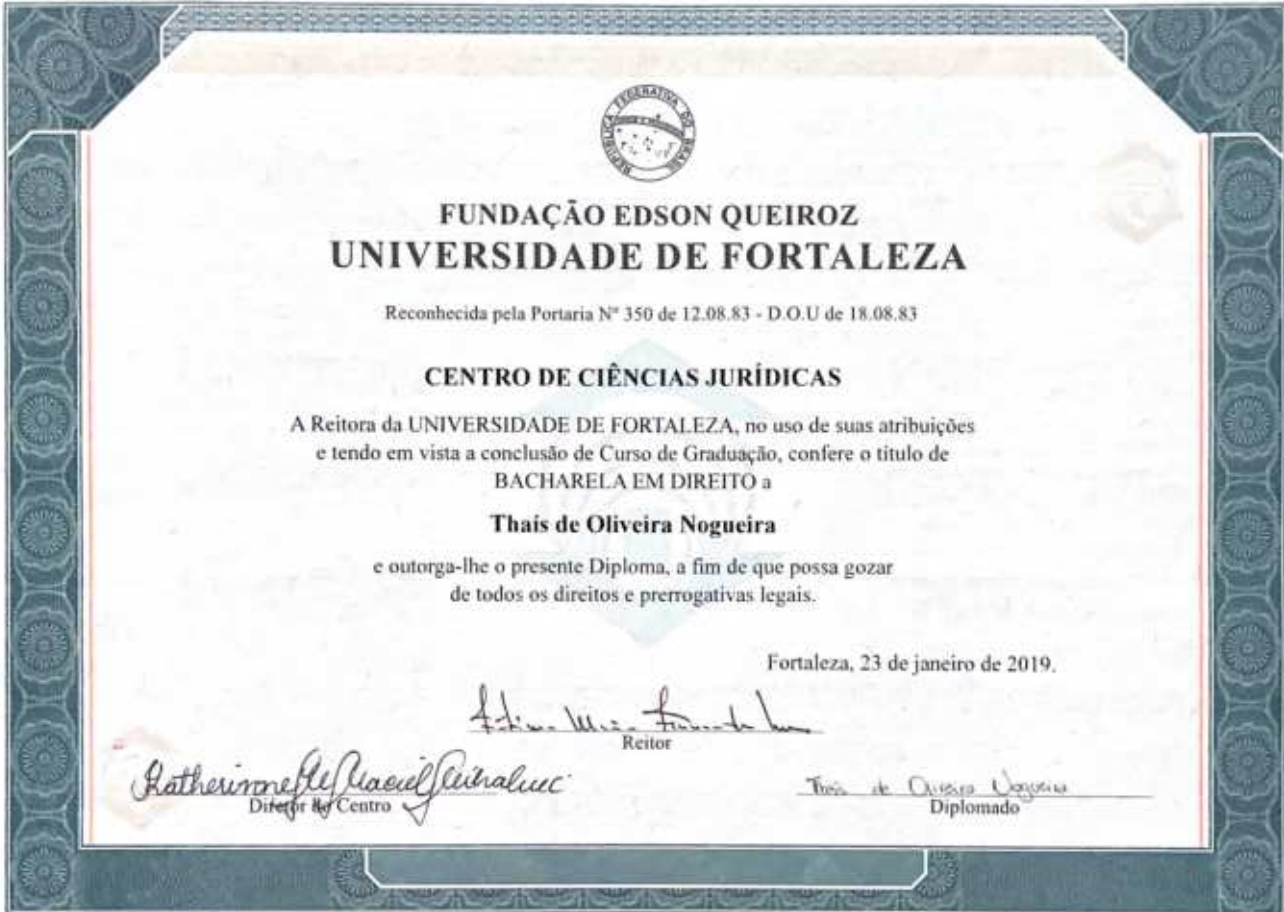 REPÚBLICA FEDERATIVA DO BRASIL
FUNDAÇÃO EDSON QUEIROZ
UNIVERSIDADE DE FORTALEZA
Reconhecida pela Portaria Nº 350 de 12.08.83 - D.O.U de 18.08.83
CENTRO DE CIÊNCIAS JURÍDICAS
A Reitora da UNIVERSIDADE DE FORTALEZA, no uso de suas atribuições
e tendo em vista a conclusão de Curso de Graduação, confere o título de
BACHARELA EM DIREITO a
Thaís de Oliveira Nogueira
e outorga-lhe o presente Diploma, a fim de que possa gozar
de todos os direitos e prerrogativas legais.
Fortaleza, 23 de janeiro de 2019.
Reitor
Diretor do Centro
Thaís de Oliveira Nogueira
Diplomado